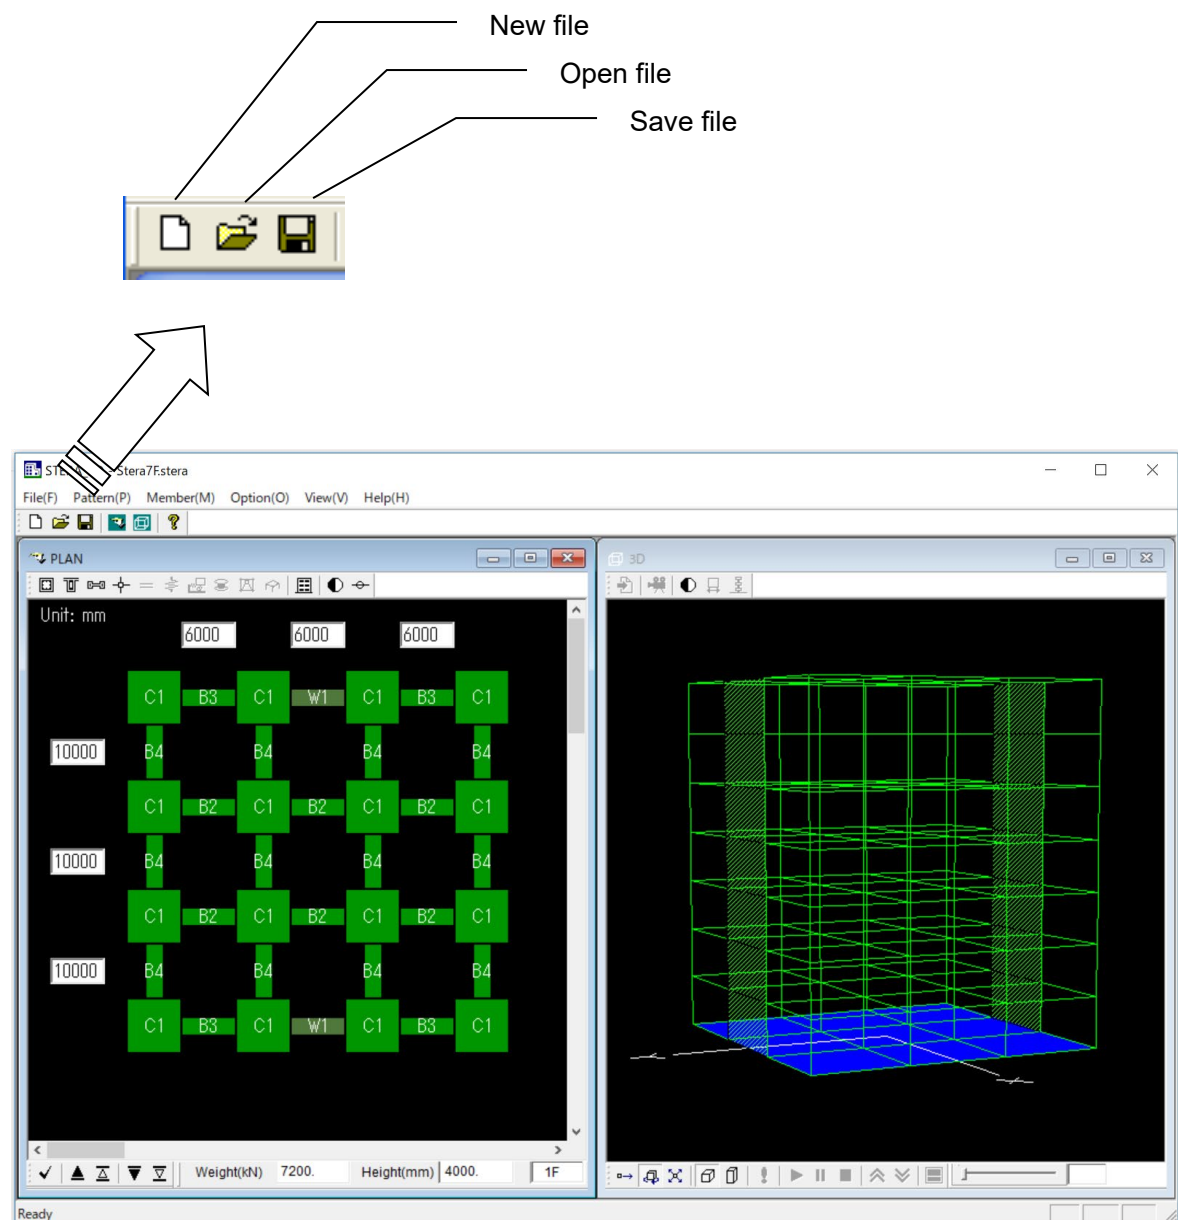 New file
Open file
Save file
Stera7F.stera
File(F) Pattern(P) Member(M) Option(O) View(V) Help(H)
PLAN
3D
Unit: mm
6000 6000 6000
C1 B3 C1 W1 C1 B3 C1
10000 B4 B4 B4 B4
C1 B2 C1 B2 C1 B2 C1
10000 B4 B4 B4 B4
C1 B2 C1 B2 C1 B2 C1
10000 B4 B4 B4 B4
C1 B3 C1 W1 C1 B3 C1
Weight(kN) 7200. Height(mm) 4000. 1F
Ready